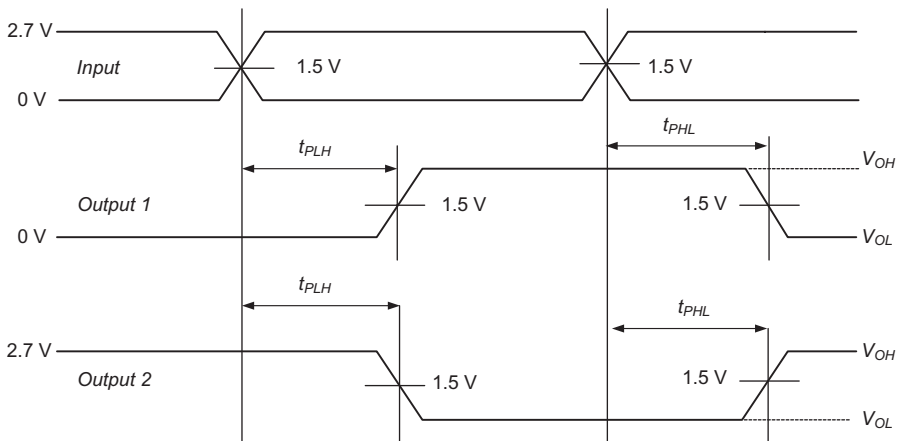 2.7 V
Input
1.5 V
1.5 V
0 V
tPLH
tPHL
VOH
Output 1
1.5 V
1.5 V
0 V
VOL
tPLH
tPHL
2.7 V
VOH
Output 2
1.5 V
1.5 V
VOL